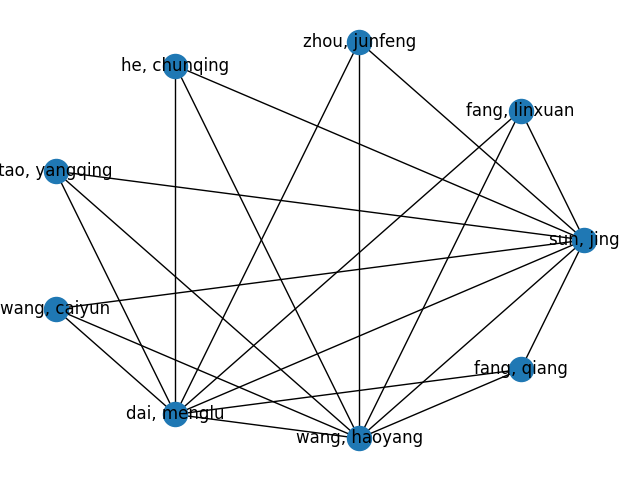 zhou, junfeng
he, chunqing
fang, linxuan
tao, yangqing
sun, jing
wang, caiyun
fang, qiang
dai, menglu
wang, haoyang